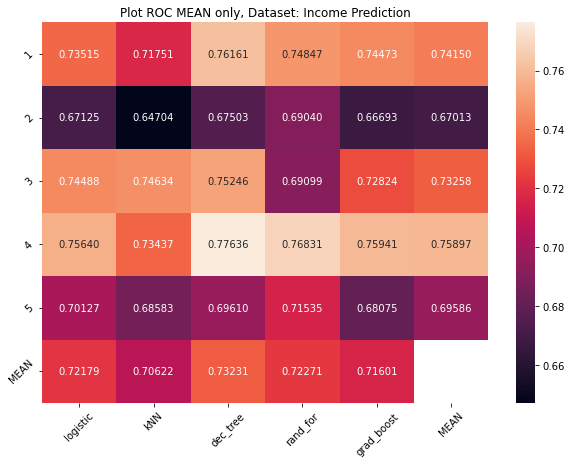 Plot ROC MEAN only, Dataset: Income Prediction
1 0.73515 0.71751 0.76161 0.74847 0.74473 0.74150
2 0.67125 0.64704 0.67503 0.69040 0.66693 0.67013
3 0.74488 0.74634 0.75246 0.69099 0.72824 0.73258
4 0.75640 0.73437 0.77636 0.76831 0.75941 0.75897
5 0.70127 0.68583 0.69610 0.71535 0.68075 0.69586
MEAN 0.72179 0.70622 0.73231 0.72271 0.71601
logistic kNN dec_tree rand_for grad_boost MEAN
0.76
0.74
0.72
0.70
0.68
0.66